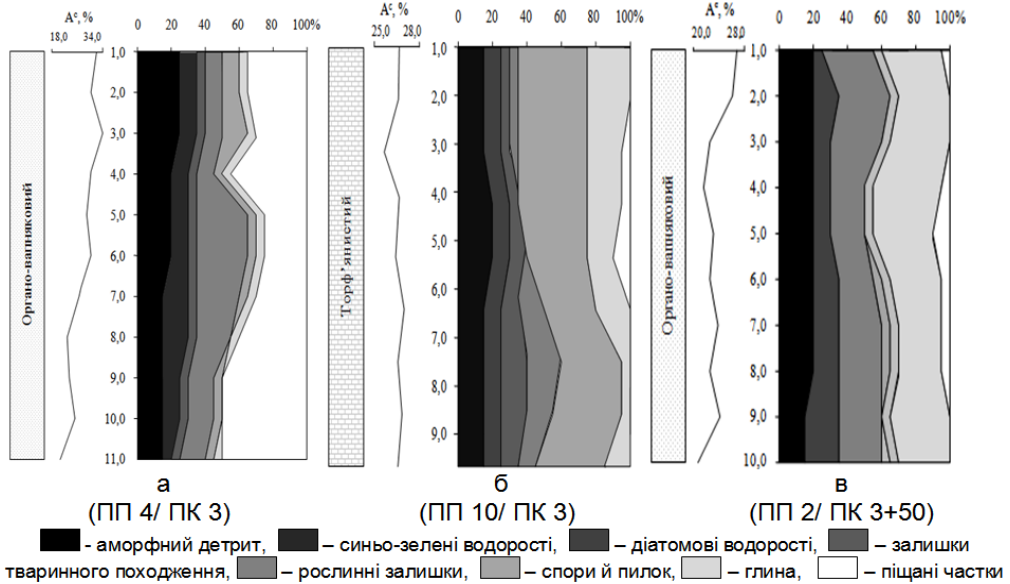 Aᶜ, %
18,0 34,0
0 20 40 60 80 100%
1,0
2,0
3,0
4,0
5,0
6,0
7,0
8,0
9,0
10,0
11,0
Органо-вапняковий
Aᶜ, %
25,0 28,0
0 20 40 60 80 100%
1,0
2,0
3,0
4,0
5,0
6,0
7,0
8,0
9,0
Торф'янистий
Aᶜ, %
20,0 28,0
0 20 40 60 80 100%
1,0
2,0
3,0
4,0
5,0
6,0
7,0
8,0
9,0
10,0
Органо-вапняковий
а б в
(ПП 4/ ПК 3) (ПП 10/ ПК 3) (ПП 2/ ПК 3+50)
- аморфний детрит, – синьо-зелені водорості, – діатомові водорості, – залишки
тваринного походження, – рослинні залишки, – спори й пилок, – глина, – піщані частки